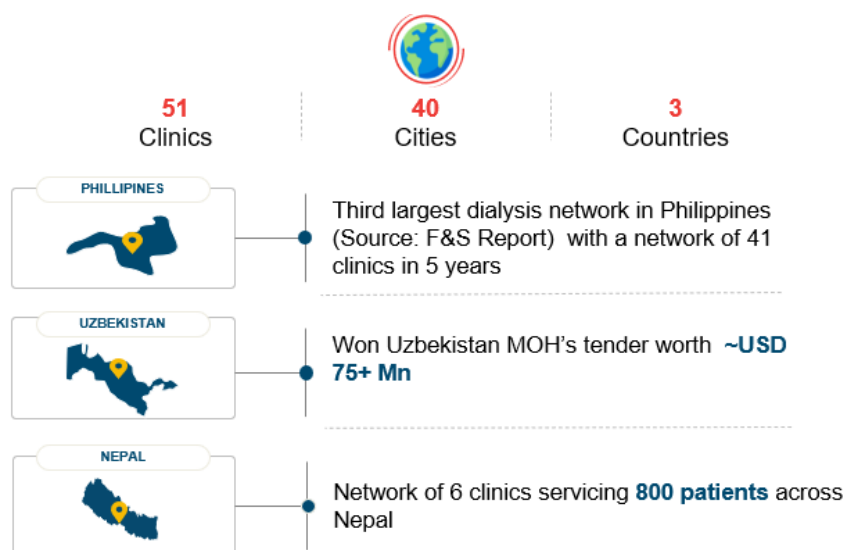 51
Clinics
40
Cities
3
Countries
PHILLIPINES
Third largest dialysis network in Philippines
(Source: F&S Report)  with a network of 41
clinics in 5 years
UZBEKISTAN
Won Uzbekistan MOH’s tender worth  ~USD
75+ Mn
NEPAL
Network of 6 clinics servicing 800 patients across
Nepal